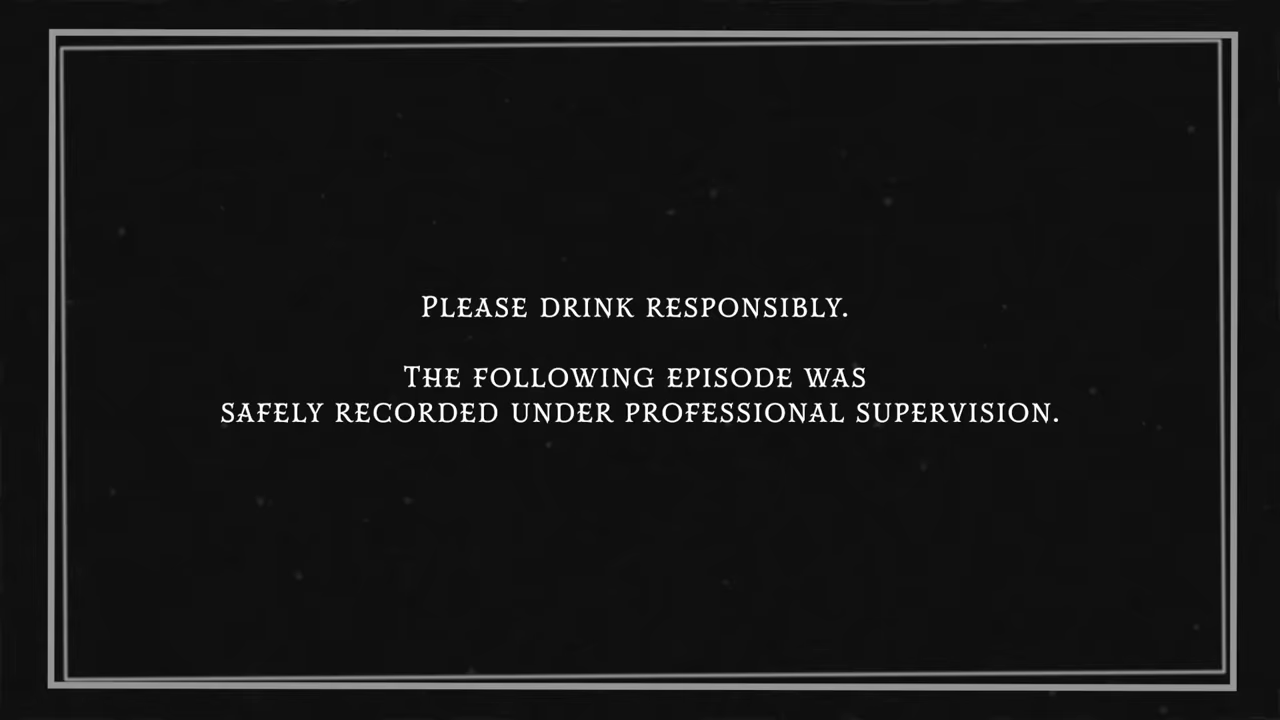 Please drink responsibly.
The following episode was
safely recorded under professional supervision.